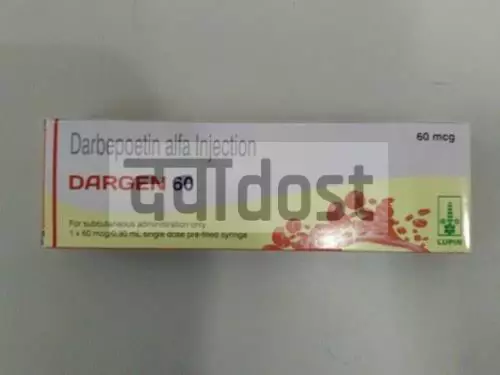 Darbepoetin alfa Injection
60 mcg
DARGEN 60
दवाdost
For subcutaneous administration only
1 x 60 mcg/0.30 mL single dose pre-filled syringe
LUPIN